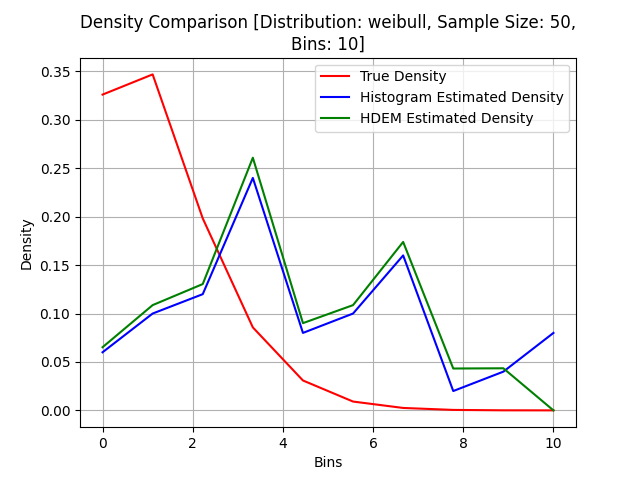 Density Comparison [Distribution: weibull, Sample Size: 50,
Bins: 10]
True Density
Histogram Estimated Density
HDEM Estimated Density
Density
0.35
0.30
0.25
0.20
0.15
0.10
0.05
0.00
0 2 4 6 8 10
Bins